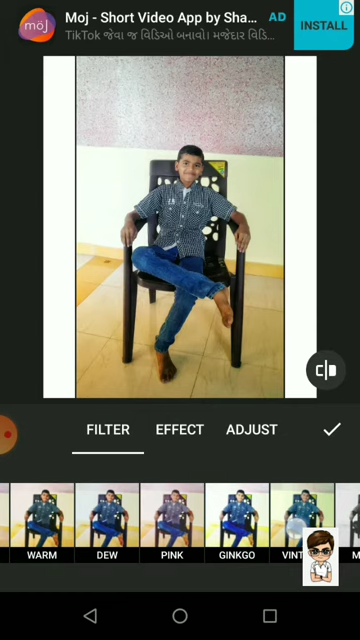 moj
Moj - Short Video App by Sha...
AD
INSTALL
TikTok જેવા જ વિડિઓ બનાવો। મજેદાર વિડિ...
FILTER
EFFECT
ADJUST
WARM
DEW
PINK
GINKGO
VINT
M